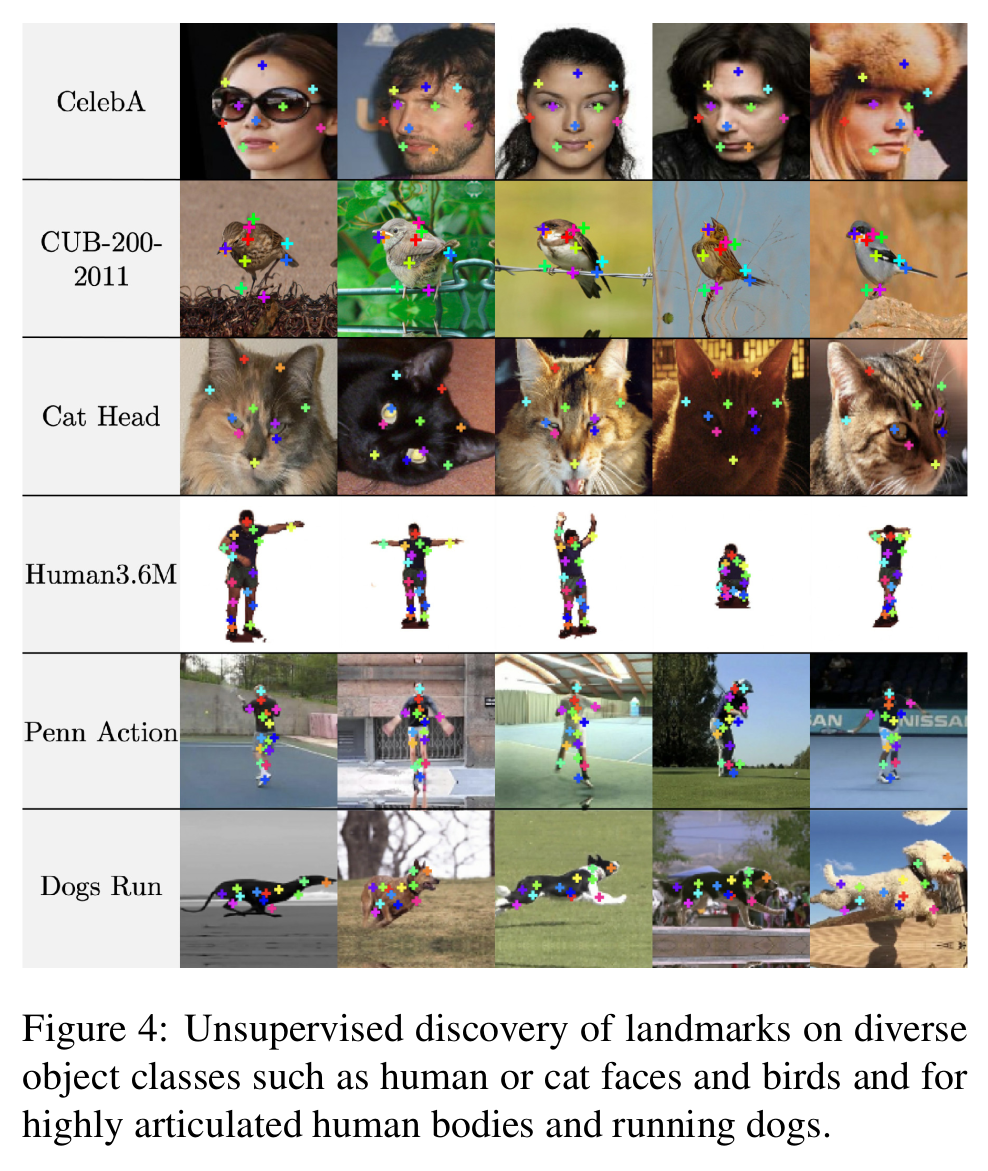 CelebA
CUB-200-
2011
Cat Head
Human3.6M
Penn Action
SAN
NISSAN
Dogs Run
Figure 4: Unsupervised discovery of landmarks on diverse
object classes such as human or cat faces and birds and for
highly articulated human bodies and running dogs.